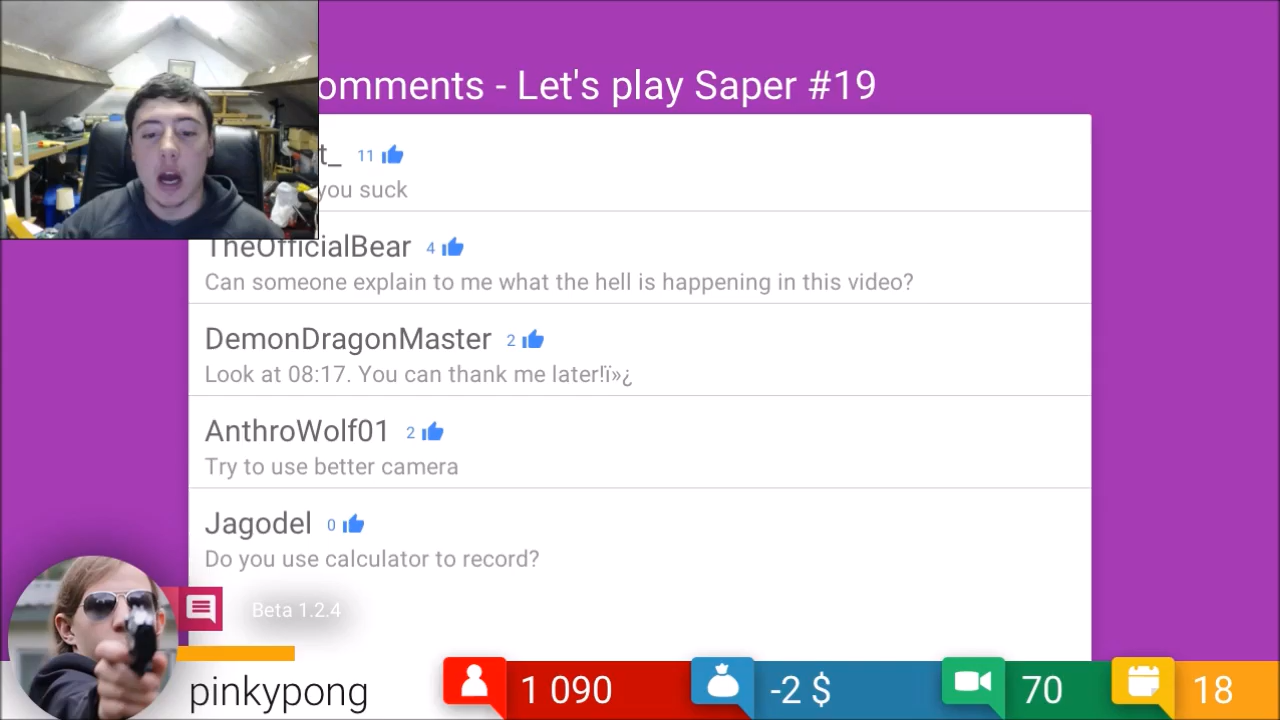 omments - Let's play Saper #19
t_ 11
you suck
TheOfficialBear 4
Can someone explain to me what the hell is happening in this video?
DemonDragonMaster 2
Look at 08:17. You can thank me later!ï»¿
AnthroWolf01 2
Try to use better camera
Jagodel 0
Do you use calculator to record?
Beta 1.2.4
pinkypong
1 090
-2 $
70
18